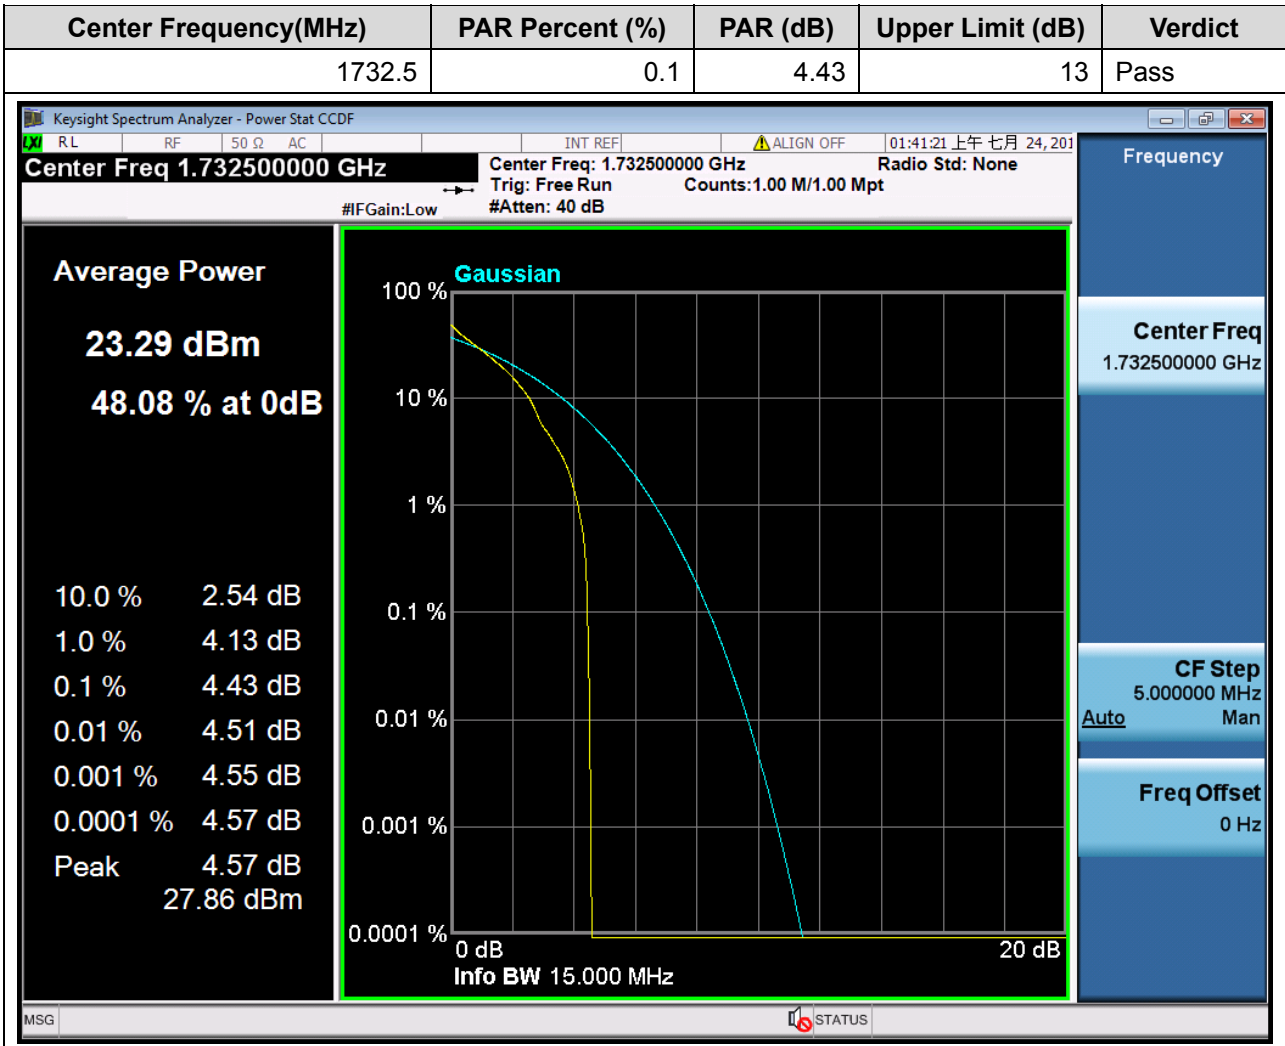 Center Frequency(MHz) PAR Percent (%) PAR (dB) Upper Limit (dB) Verdict
1732.5 0.1 4.43 13 Pass
Keysight Spectrum Analyzer - Power Stat CCDF
LXI RL RF 50 Ω AC INT REF ALIGN OFF 01:41:21 上午 七月 24, 201
Center Freq 1.732500000 GHz
Center Freq: 1.732500000 GHz Radio Std: None
Trig: Free Run Counts:1.00 M/1.00 Mpt
#IFGain:Low #Atten: 40 dB
Average Power
23.29 dBm
48.08 % at 0dB
10.0 % 2.54 dB
1.0 % 4.13 dB
0.1 % 4.43 dB
0.01 % 4.51 dB
0.001 % 4.55 dB
0.0001 % 4.57 dB
Peak 4.57 dB
27.86 dBm
Gaussian
100 %
10 %
1 %
0.1 %
0.01 %
0.001 %
0.0001 %
0 dB 20 dB
Info BW 15.000 MHz
Frequency
Center Freq
1.732500000 GHz
CF Step
5.000000 MHz
Auto Man
Freq Offset
0 Hz
MSG STATUS